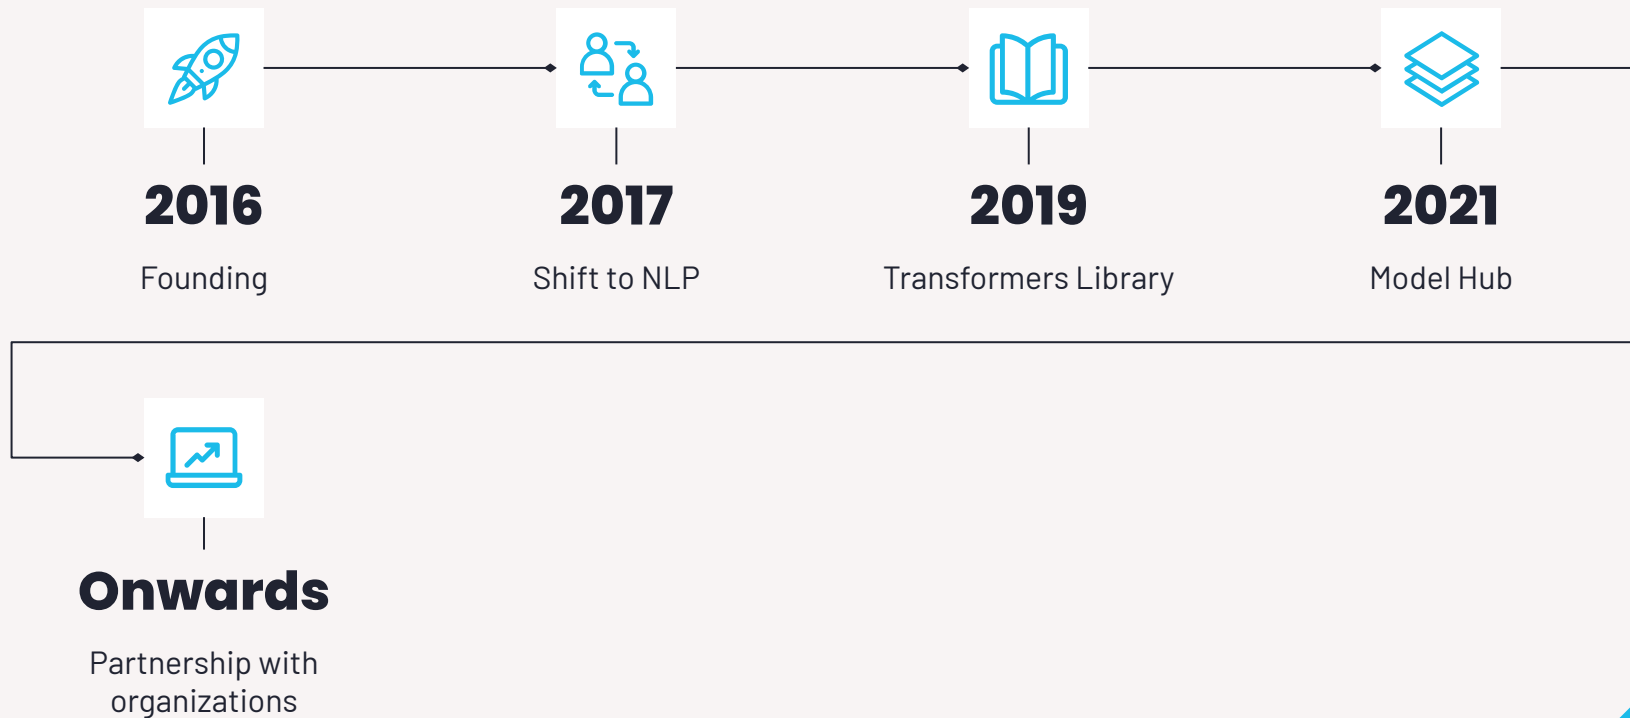 2016
2017
2019
2021
Founding
Shift to NLP
Transformers Library
Model Hub
Onwards
Partnership with
organizations